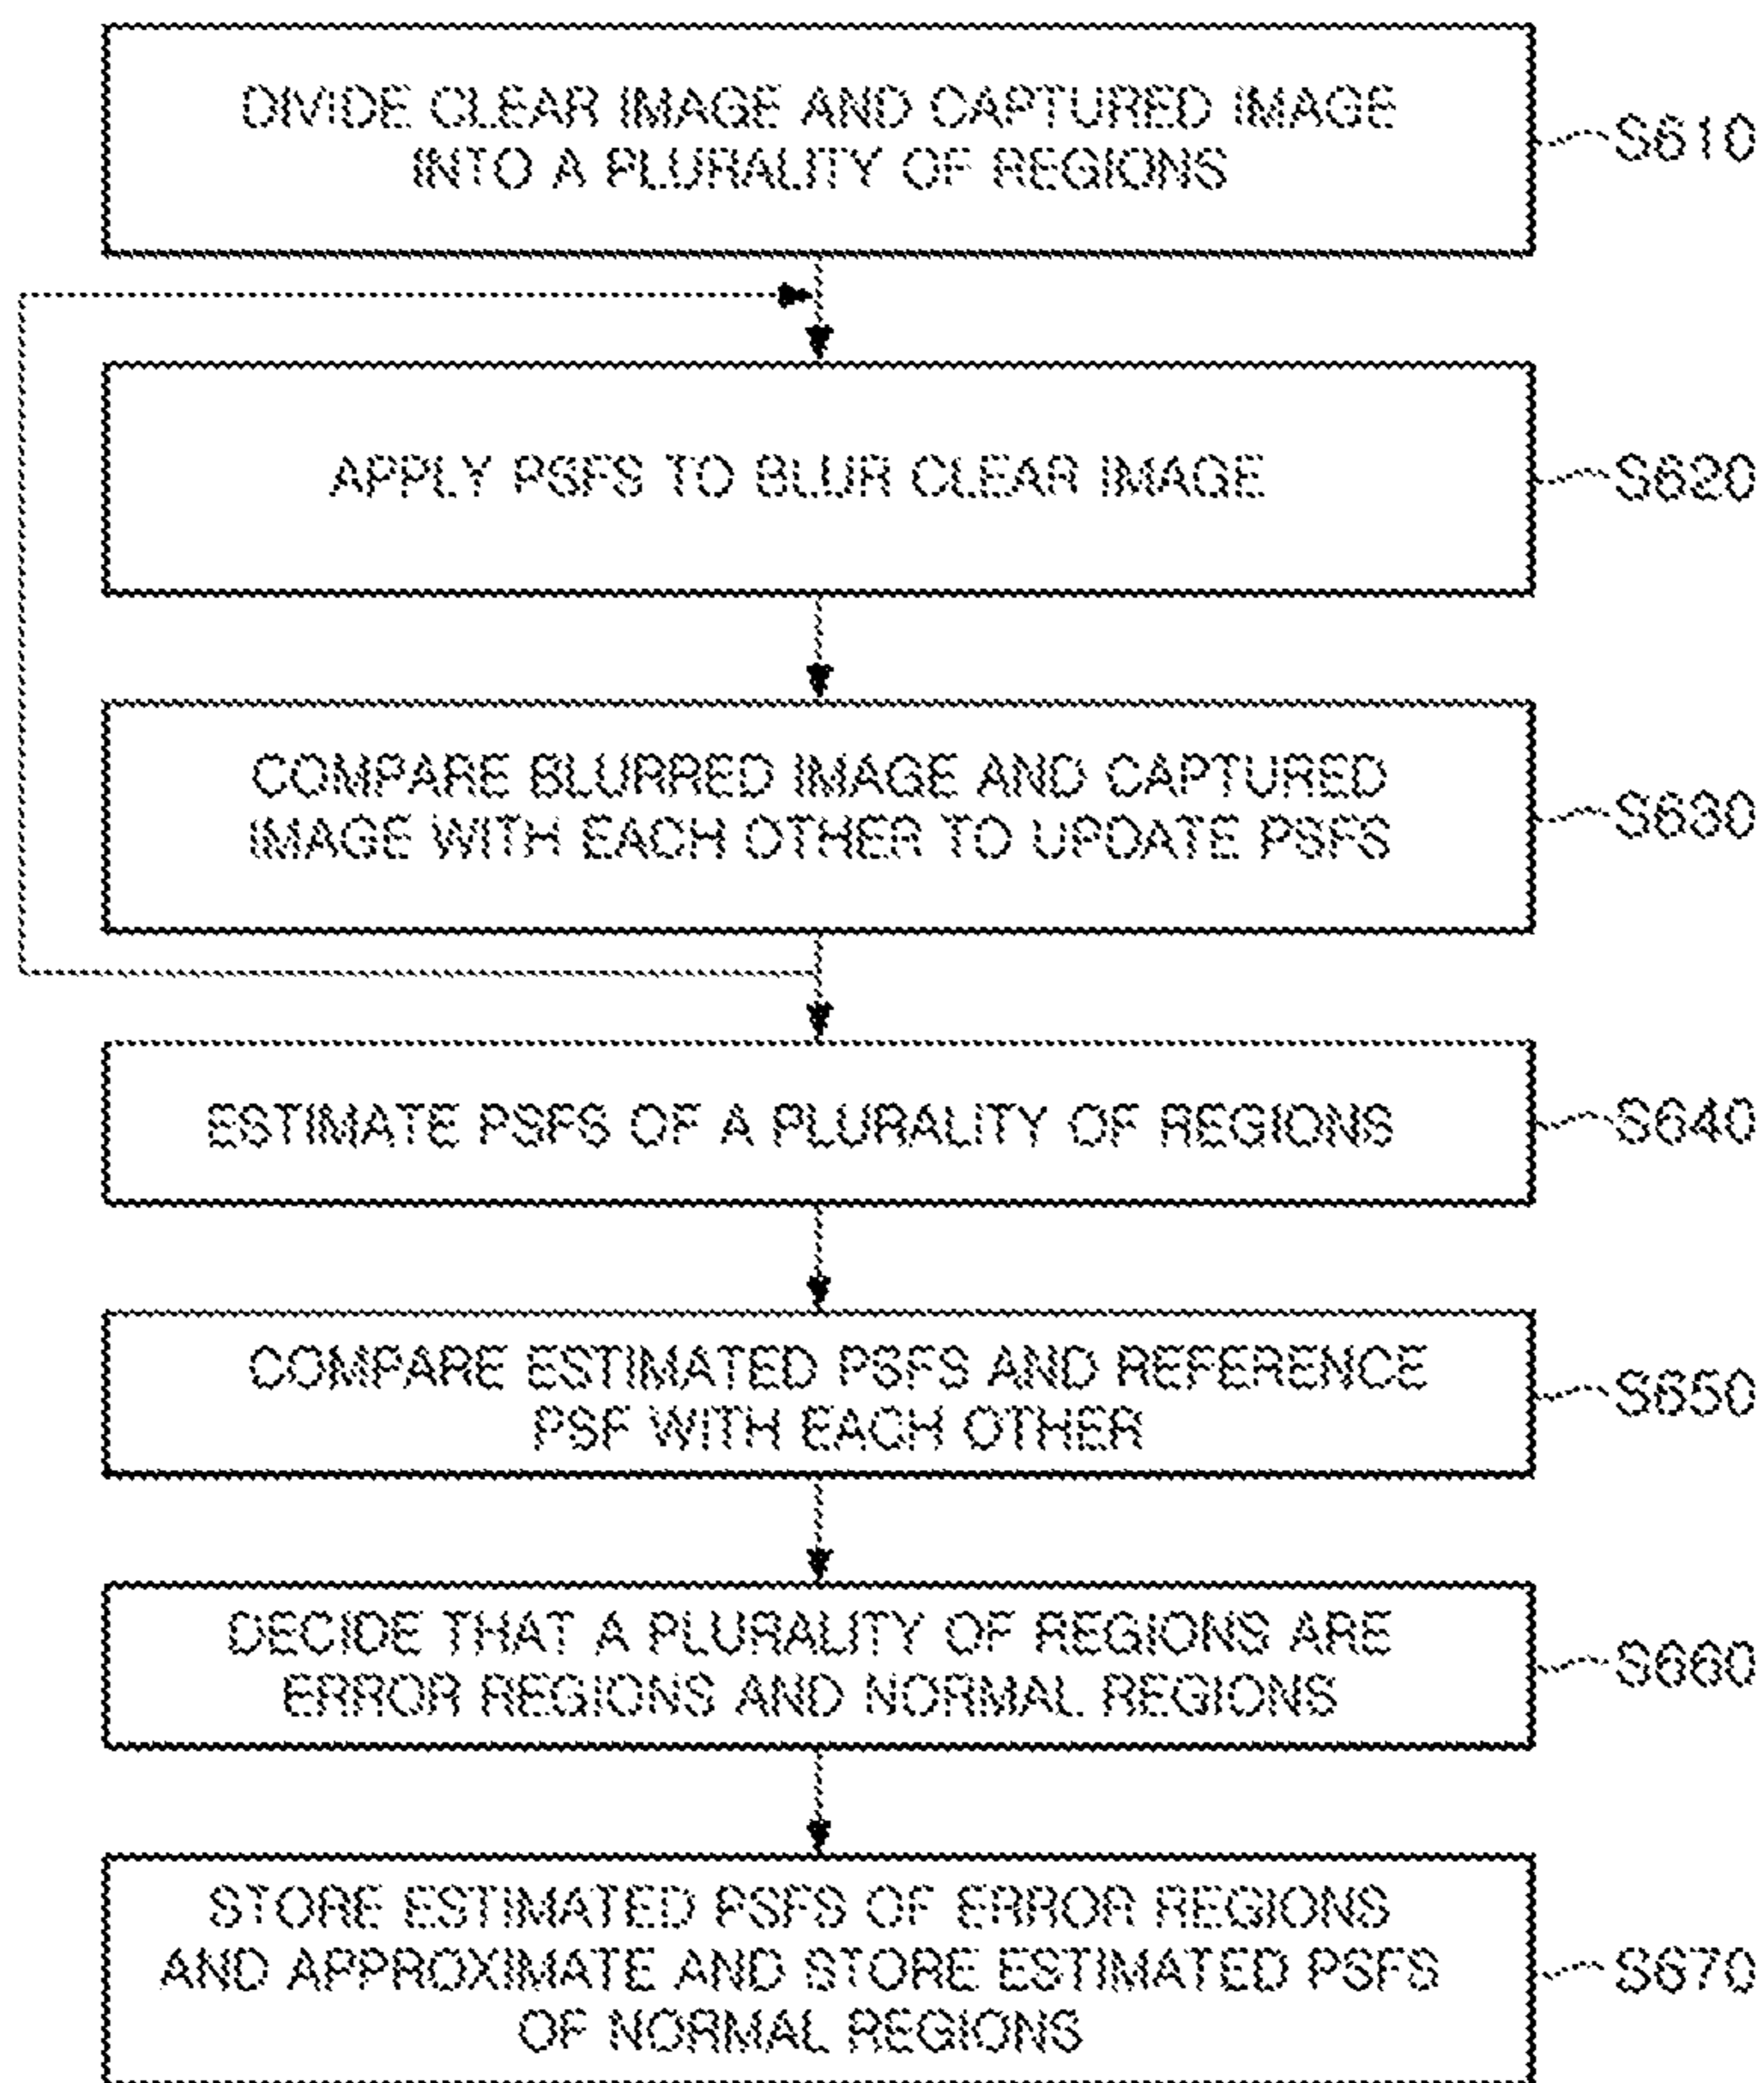 DIVIDE CLEAR IMAGE AND CAPTURED IMAGE
INTO A PLURALITY OF REGIONS
S610
APPLY PSFS TO BLUR CLEAR IMAGE
S620
COMPARE BLURRED IMAGE AND CAPTURED
IMAGE WITH EACH OTHER TO UPDATE PSFS
S630
ESTIMATE PSFS OF A PLURALITY OF REGIONS
S640
COMPARE ESTIMATED PSFS AND REFERENCE
PSF WITH EACH OTHER
S650
DECIDE THAT A PLURALITY OF REGIONS ARE
ERROR REGIONS AND NORMAL REGIONS
S660
STORE ESTIMATED PSFS OF ERROR REGIONS
AND APPROXIMATE AND STORE ESTIMATED PSFS
OF NORMAL REGIONS
S670